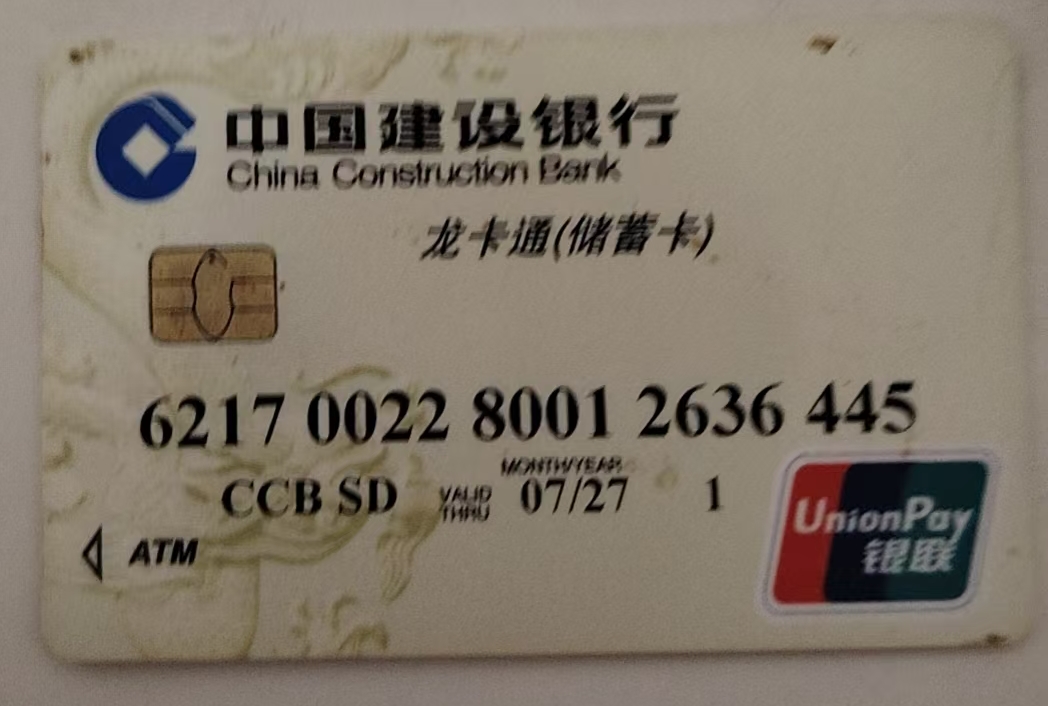 中国建设银行
China Construction Bank
龙卡通(储蓄卡)
6217 0022 8001 2636 445
MONTH/YEAR
CCB SD VALID THRU 07/27 1
ATM
UnionPay
银联